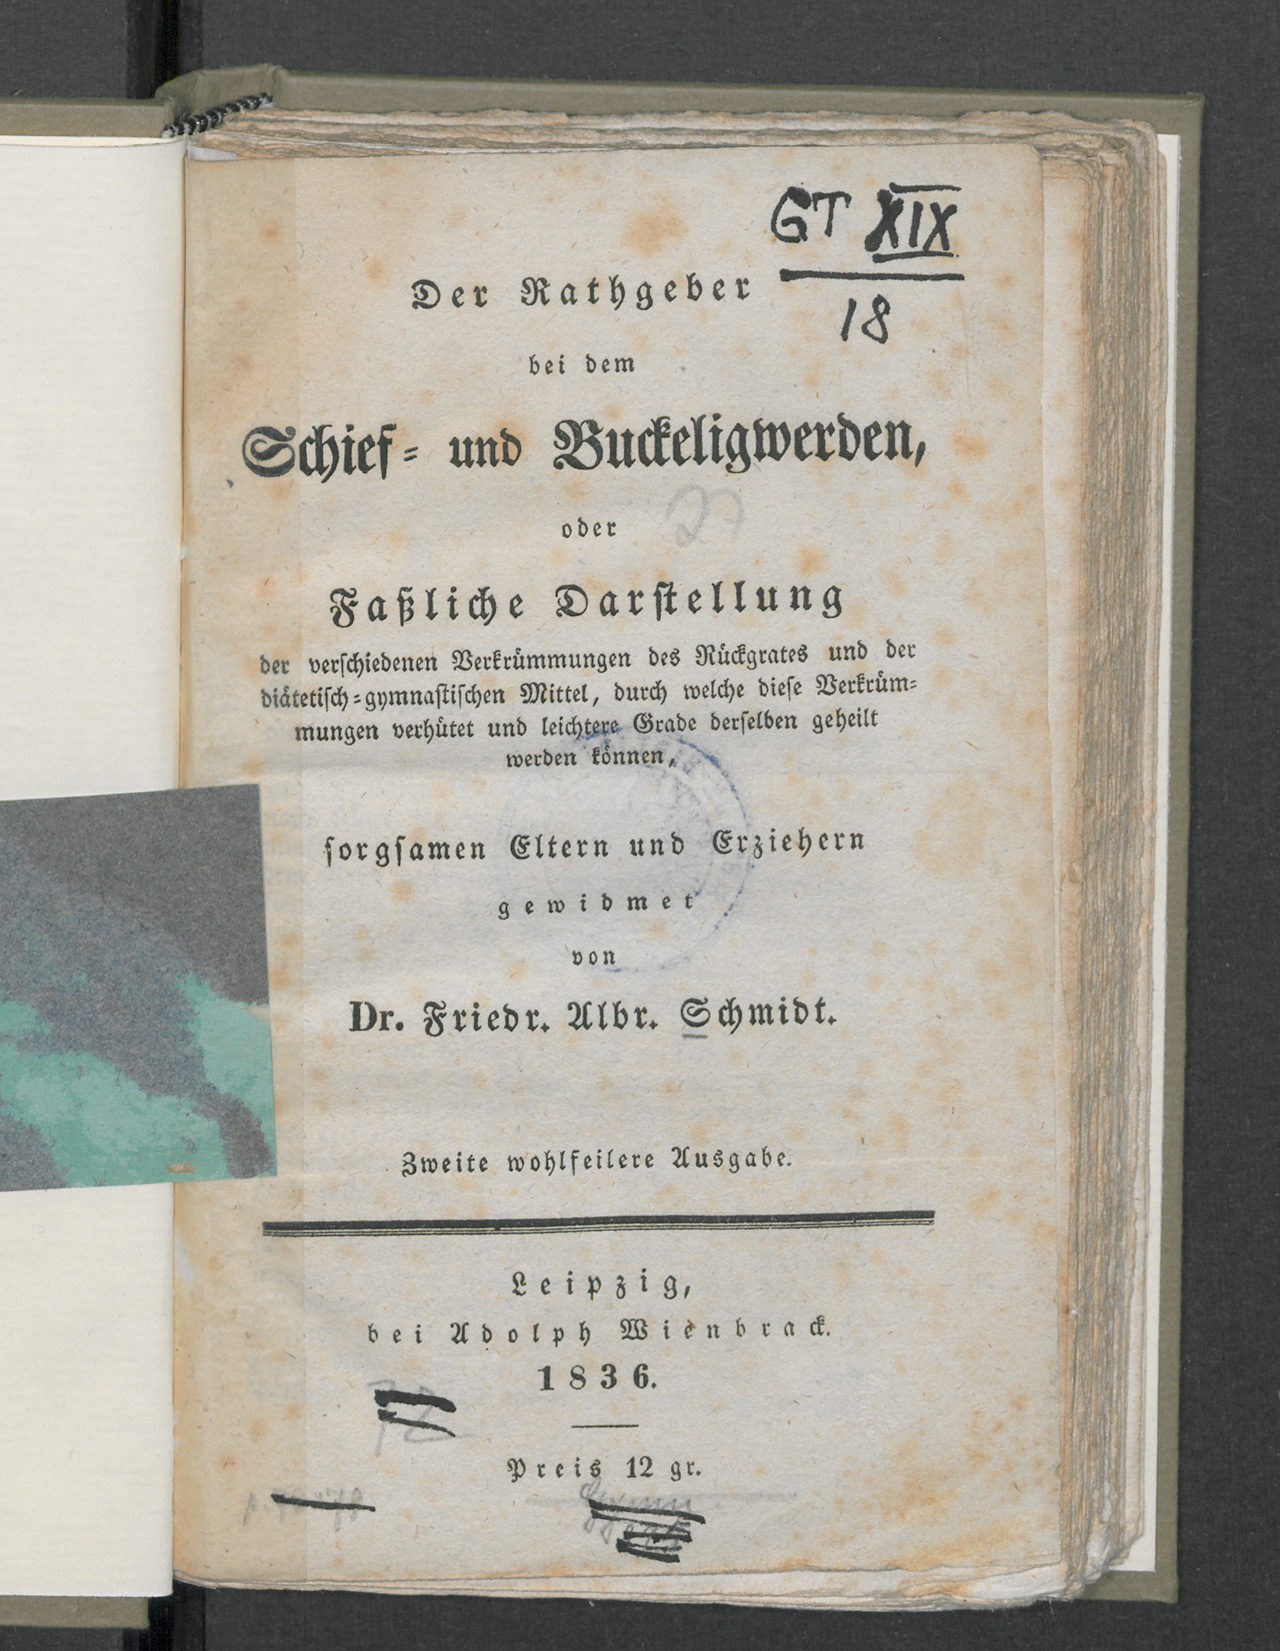 GT XIX
18
Der Rathgeber
bei dem
Schief- und Buckeligwerden,
oder
Faßliche Darstellung
der verschiedenen Verkrümmungen des Rückgrates und der
diätetisch-gymnastischen Mittel, durch welche diese Verkrüm-
mungen verhütet und leichtere Grade derselben geheilt
werden können,
sorgsamen Eltern und Erziehern
gewidmet
von
Dr. Friedr. Albr. Schmidt.
Zweite wohlfeilere Ausgabe.
Leipzig,
bei Adolph Wienbrack.
1836.
Preis 12 gr.